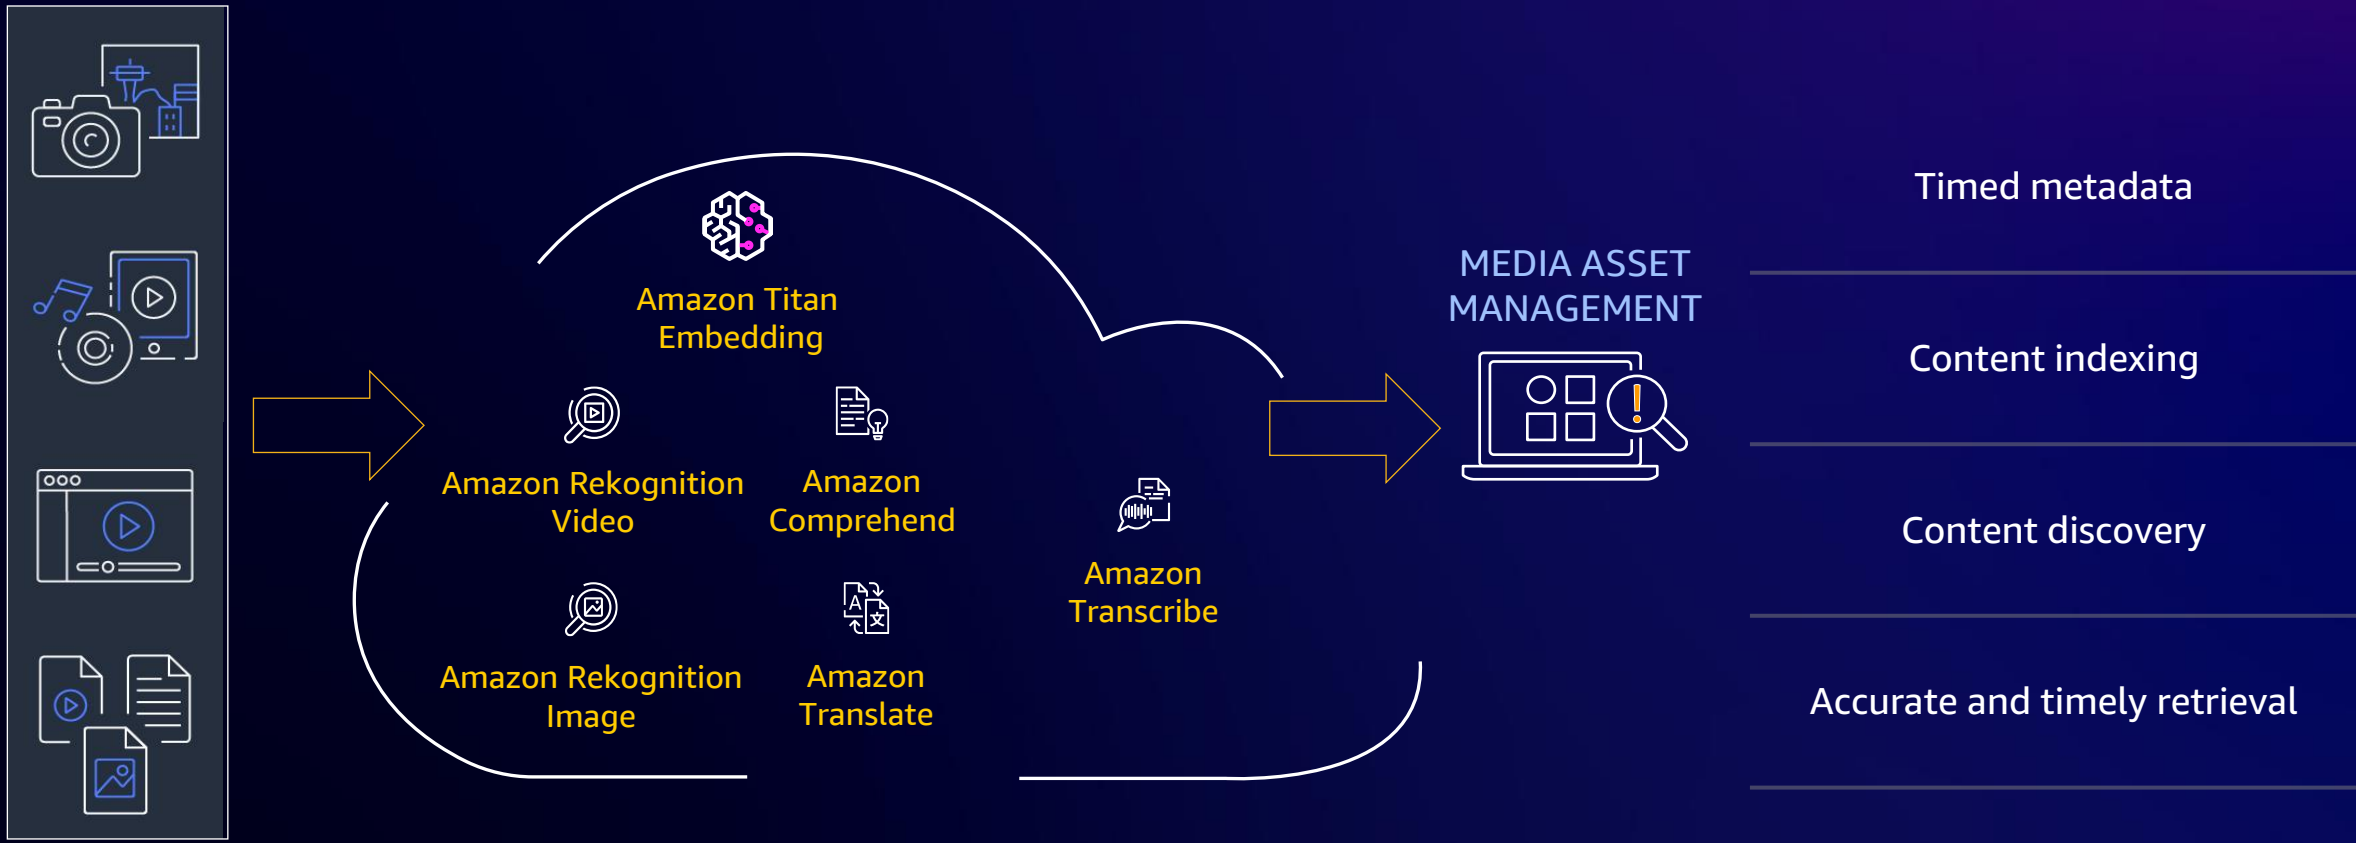 Amazon Titan
Embedding
Amazon Rekognition
Video
Amazon
Comprehend
Amazon
Transcribe
Amazon Rekognition
Image
Amazon
Translate
A
文
MEDIA ASSET
MANAGEMENT
Timed metadata
Content indexing
Content discovery
Accurate and timely retrieval